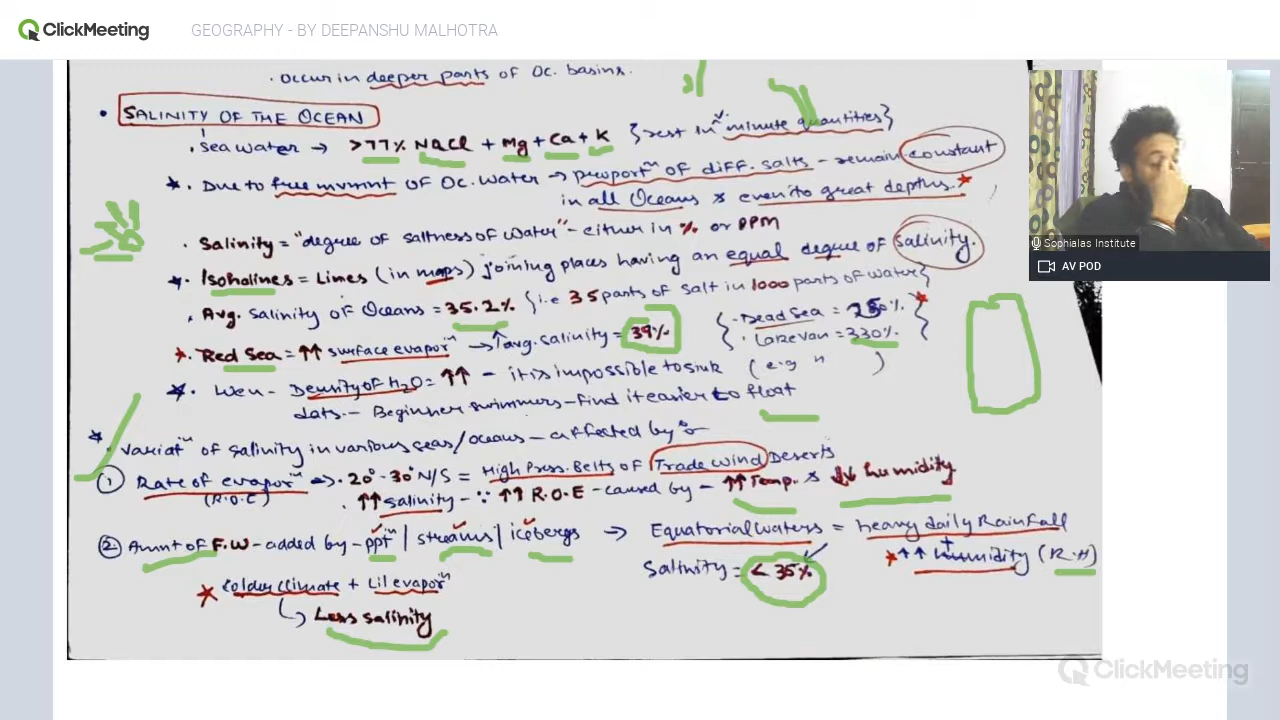 ClickMeeting
GEOGRAPHY - BY DEEPANSHU MALHOTRA
. Occur in deeper parts of Oc. basins.
• SALINITY OF THE OCEAN
. Sea water → >77% NaCl + Mg + Ca + K {rest in minute quantities}
* . Due to free mvmnt of Oc. Water → proportn of diff. salts - remain constant
in all Oceans & even to great depths. *
. Salinity = "degree of saltness of water" - either in % or PPM
* . Isohalines = Limes (in maps) joining places having an equal degree of salinity.
. Avg. salinity of Oceans = 35.2% {i.e 35 parts of salt in 1000 parts of water}
* . Red Sea = ↑↑ surface evaporn → ↑avg. salinity = 39%
{ . Dead Sea = %
. Lake Van = 330%. }
* . Wen - Density of H2O = ↑↑ - it is impossible to sink (e.g " )
dats. - Beginner swimmers - find it easier to float
* . Variatn of salinity in various seas/oceans - affected by :-
① Rate of evaporn → . 20° - 30° N/S = High Press. Belts of Trade Wind Deserts
(R.O.E) . ↑↑ salinity - ∵ ↑↑ R.O.E - caused by - ↑↑ Temp. & ↓↓ humidity
② Amnt of F.W - added by - pptn | streams | icebergs → Equatorial waters = heavy daily Rainfall
+
Salinity = < 35% * ↑↑ humidity (R.H)
* Colder climate + Lil evaporn
↳ Less salinity
Sophialas Institute
AV POD
ClickMeeting